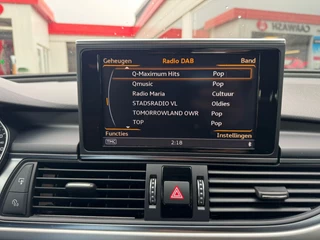 CARWASH
Geheugen Radio DAB Band
Q-Maximum Hits Pop
Qmusic Pop
Radio Maria Cultuur
STADSRADIO VL Oldies
TOMORROWLAND OWR Pop
TOP Pop
Functies Instellingen
TMC 2:18